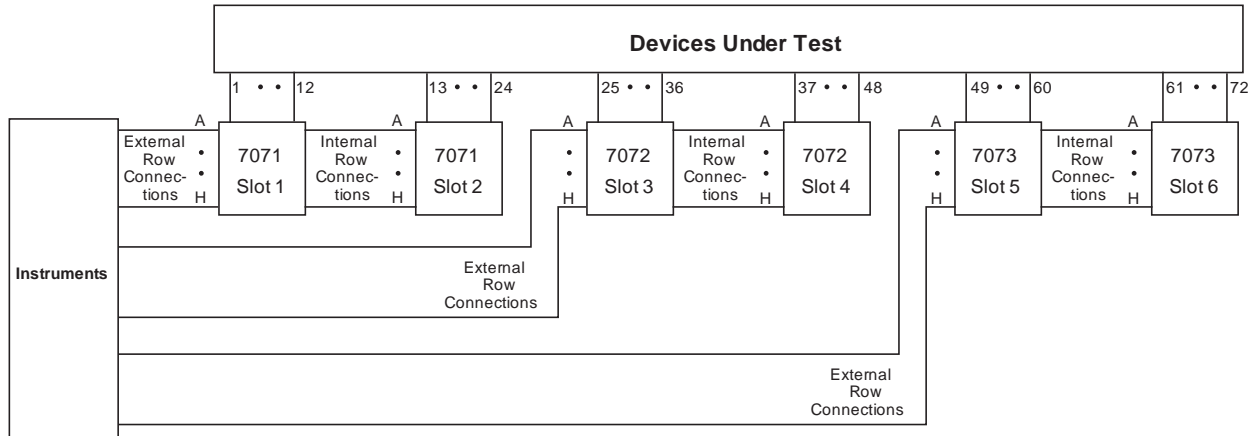 Devices Under Test
1 • • 12
13 • • 24
25 • • 36
37 • • 48
49 • • 60
61 • • 72
External
Row
Connec-
tions
A
•
•
H
7071
Slot 1
Internal
Row
Connec-
tions
A
•
•
H
7071
Slot 2
A
•
•
H
7072
Slot 3
Internal
Row
Connec-
tions
A
•
•
H
7072
Slot 4
A
•
•
H
7073
Slot 5
Internal
Row
Connec-
tions
A
•
•
H
7073
Slot 6
Instruments
External
Row
Connections
External
Row
Connections